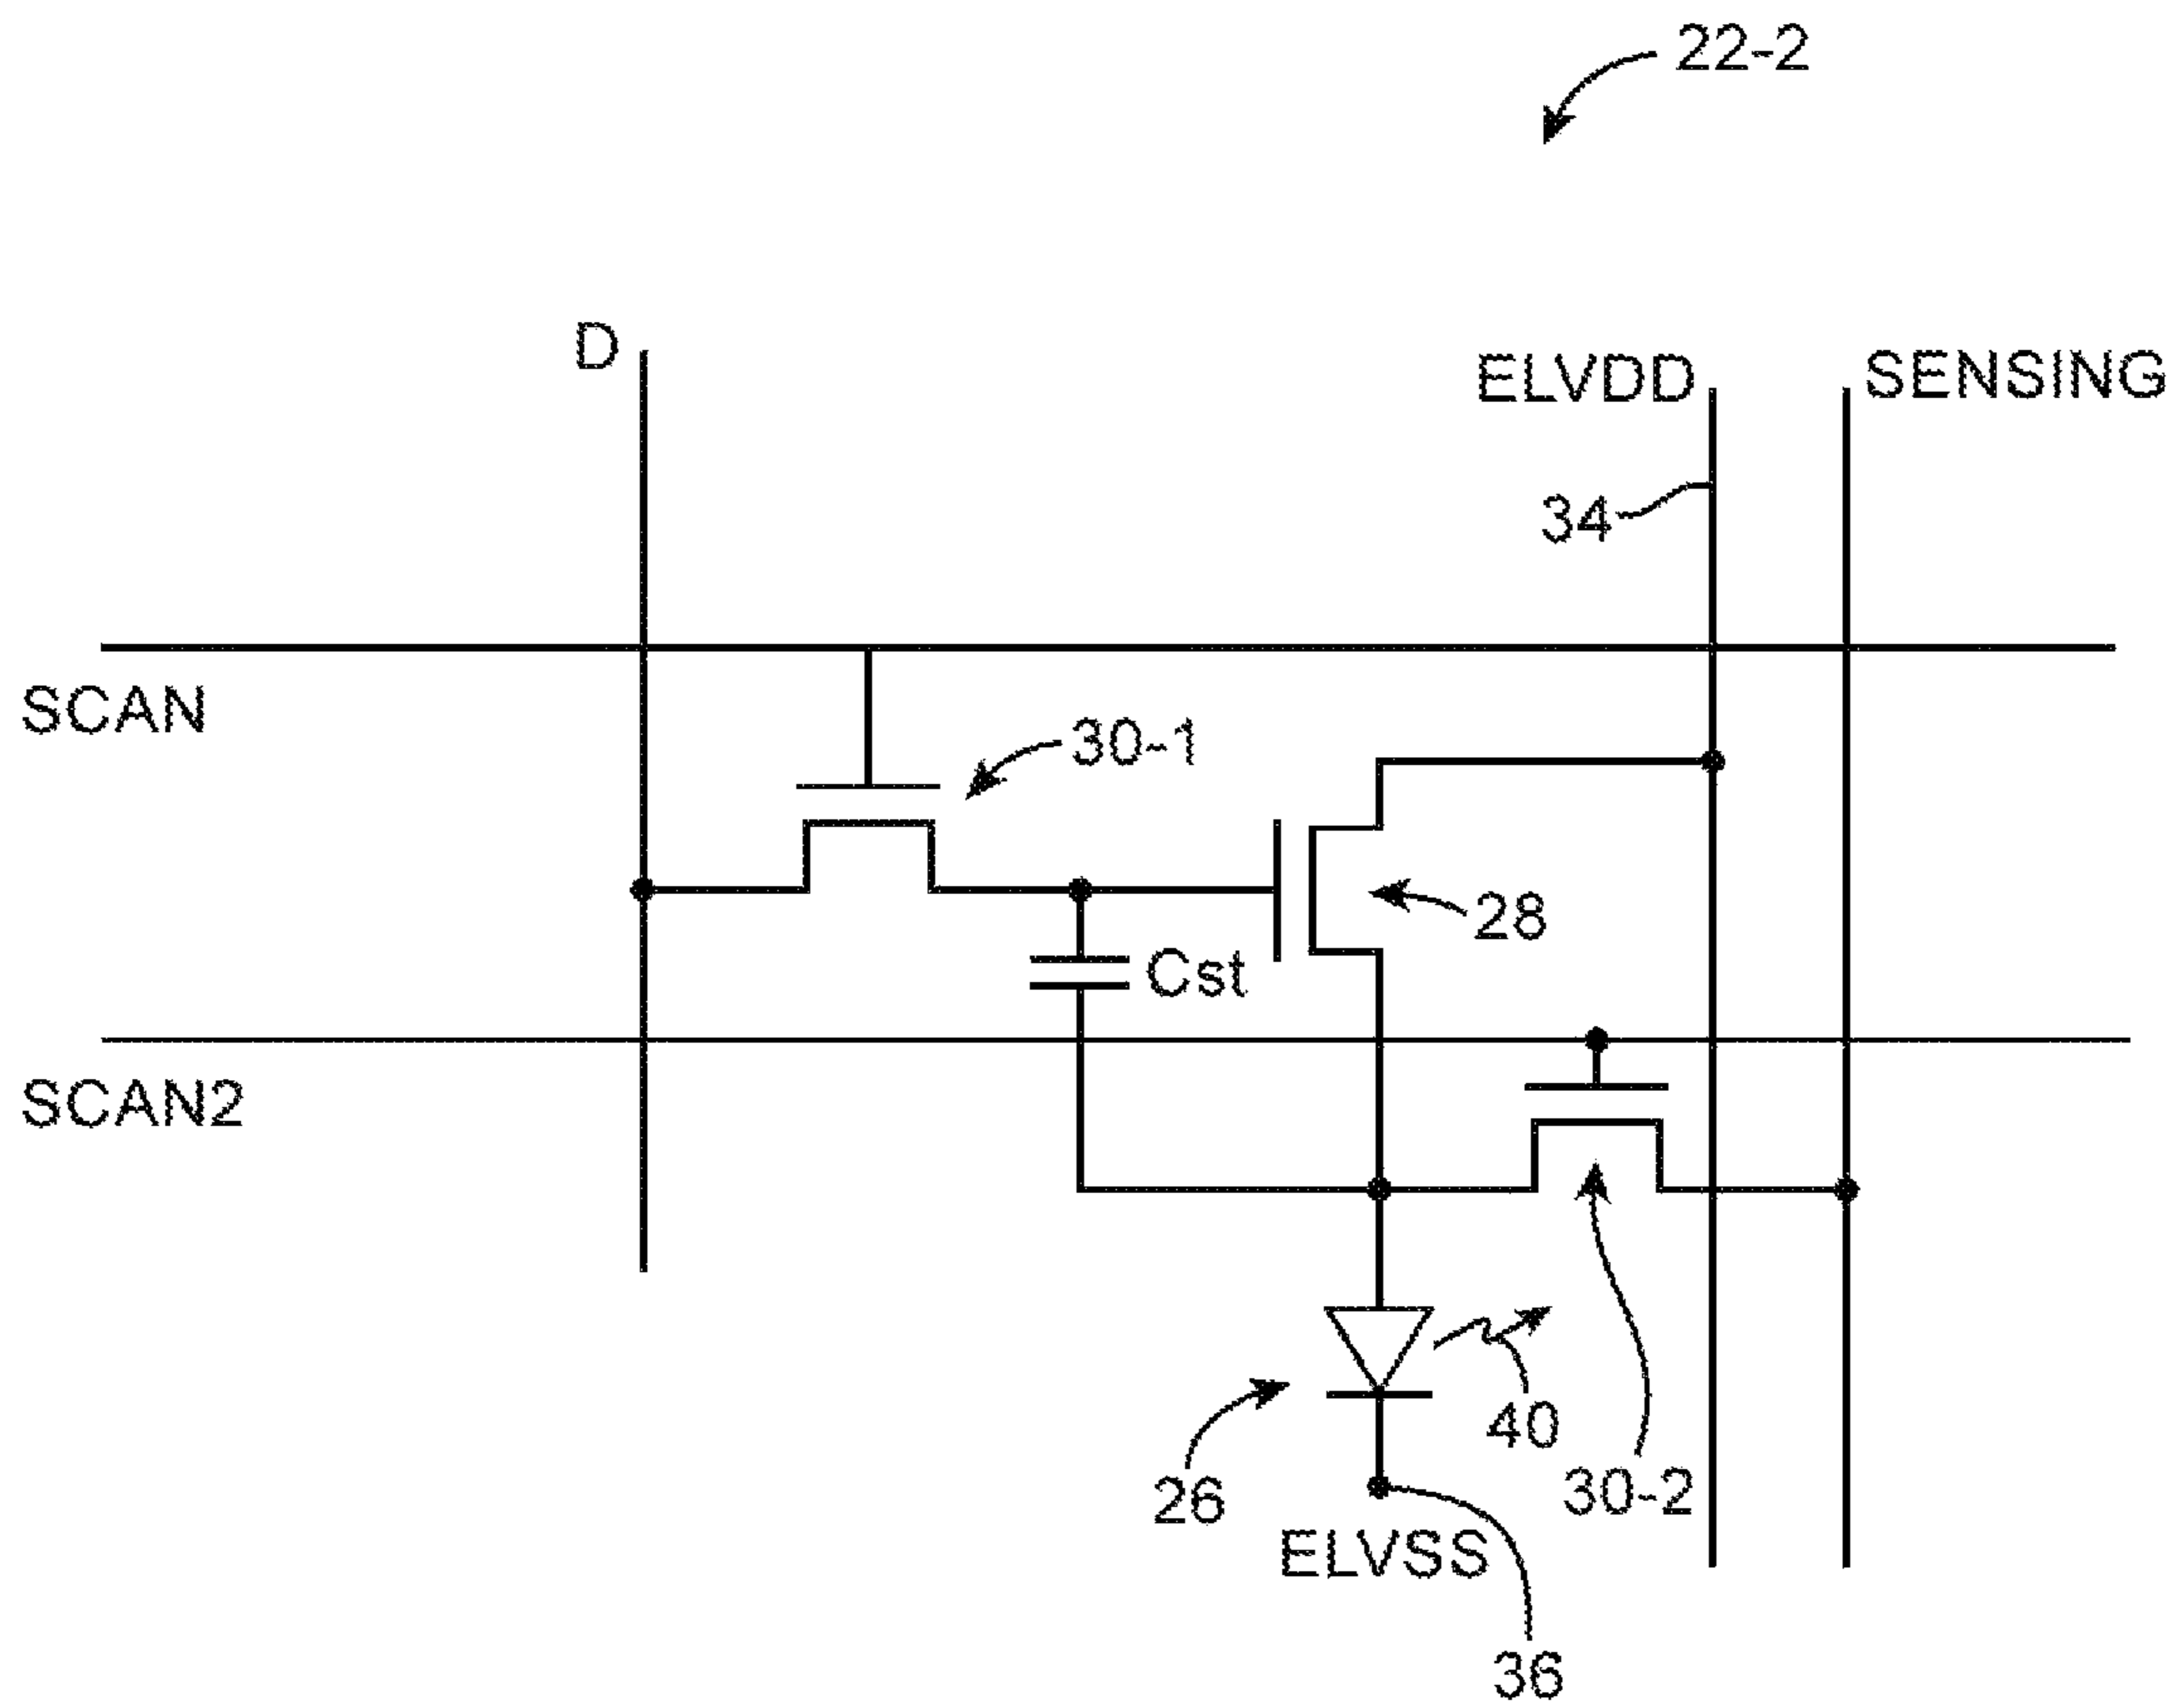 22-2
D
ELVDD
SENSING
34
SCAN
30-1
28
Cst
SCAN2
40
26
30-2
ELVSS
36